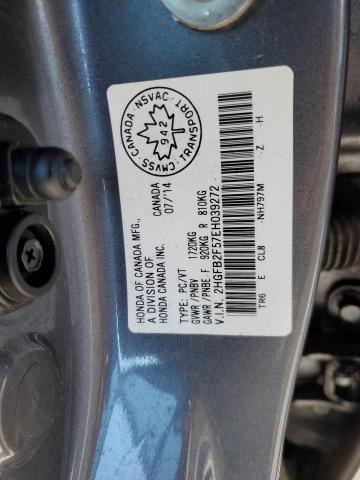 CANADA · NSVAC · TRANSPORT · CMVSS
942
HONDA OF CANADA MFG., CANADA
A DIVISION OF 07/'14
HONDA CANADA INC.
TYPE: PC/VT
GVWR / PNBV 1720KG
GAWR / PNBE - F 920KG R 810KG
V.I.N. 2HGFB2F57EH039272
TR6 E CL8 - NH797M - Z - H